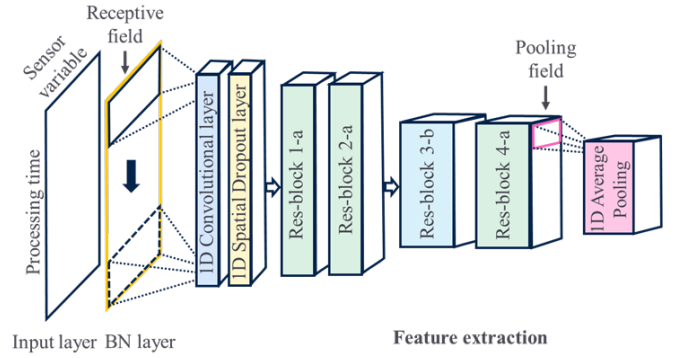 Receptive
field
Sensor
variable
Processing time
Input layer
BN layer
1D Convolutional layer
1D Spatial Dropout layer
Res-block 1-a
Res-block 2-a
Res-block 3-b
Res-block 4-a
Pooling
field
1D Average
Pooling
Feature extraction